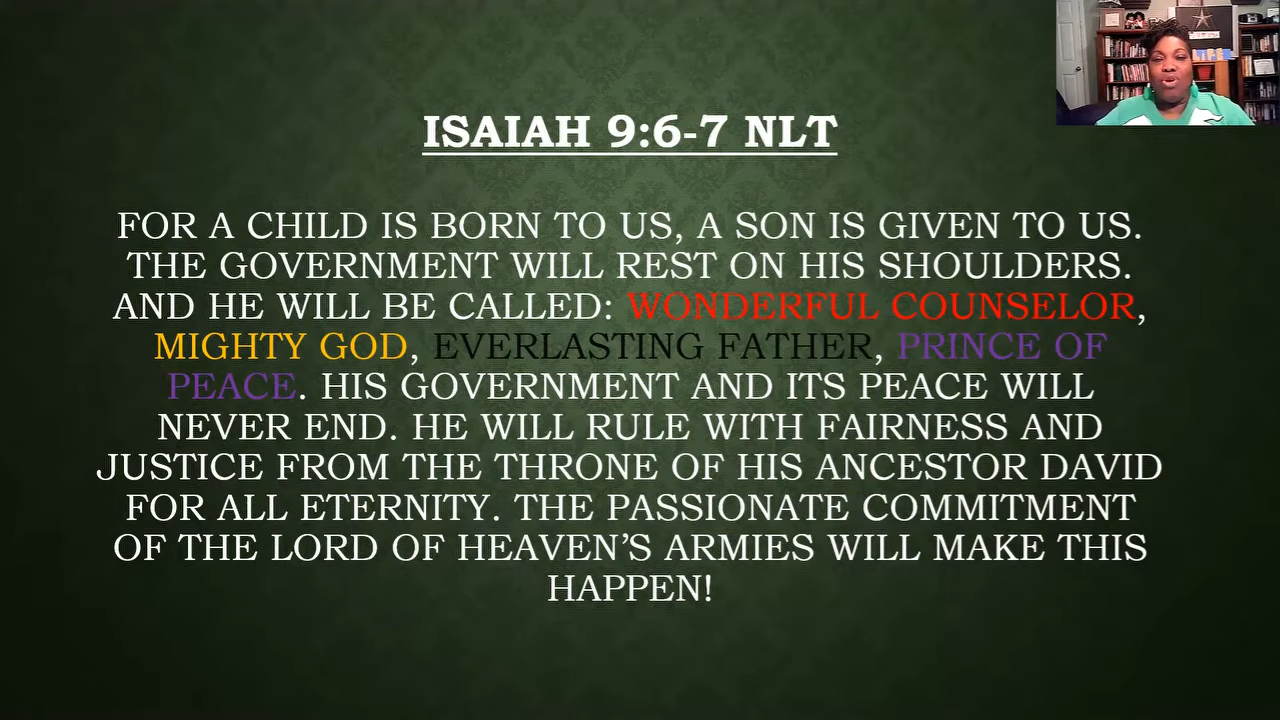 ISAIAH 9:6-7 NLT
FOR A CHILD IS BORN TO US, A SON IS GIVEN TO US.
THE GOVERNMENT WILL REST ON HIS SHOULDERS.
AND HE WILL BE CALLED: WONDERFUL COUNSELOR,
MIGHTY GOD, EVERLASTING FATHER, PRINCE OF
PEACE. HIS GOVERNMENT AND ITS PEACE WILL
NEVER END. HE WILL RULE WITH FAIRNESS AND
JUSTICE FROM THE THRONE OF HIS ANCESTOR DAVID
FOR ALL ETERNITY. THE PASSIONATE COMMITMENT
OF THE LORD OF HEAVEN’S ARMIES WILL MAKE THIS
HAPPEN!